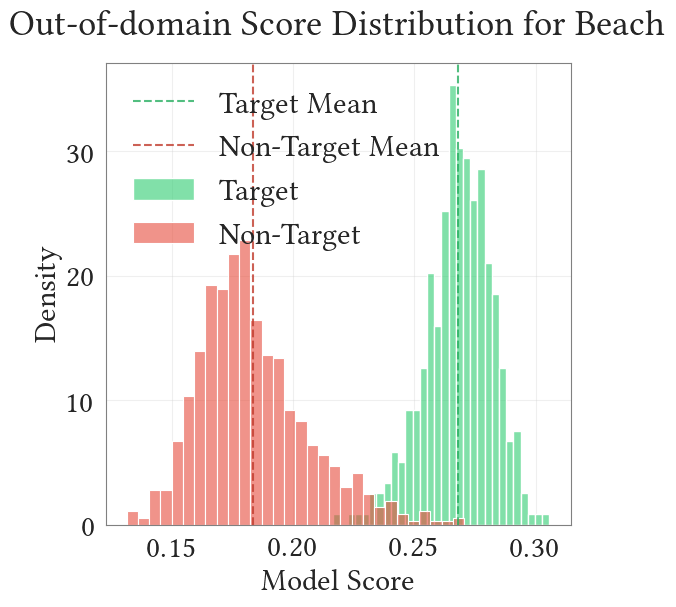 Out-of-domain Score Distribution for Beach
Target Mean
Non-Target Mean
Target
Non-Target
Density
30
20
10
0
0.15
0.20
0.25
0.30
Model Score